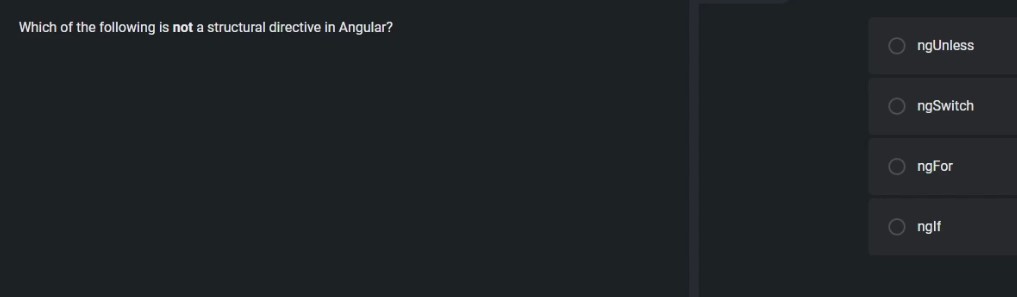 Which of the following is not a structural directive in Angular?
ngUnless
ngSwitch
ngFor
ngIf